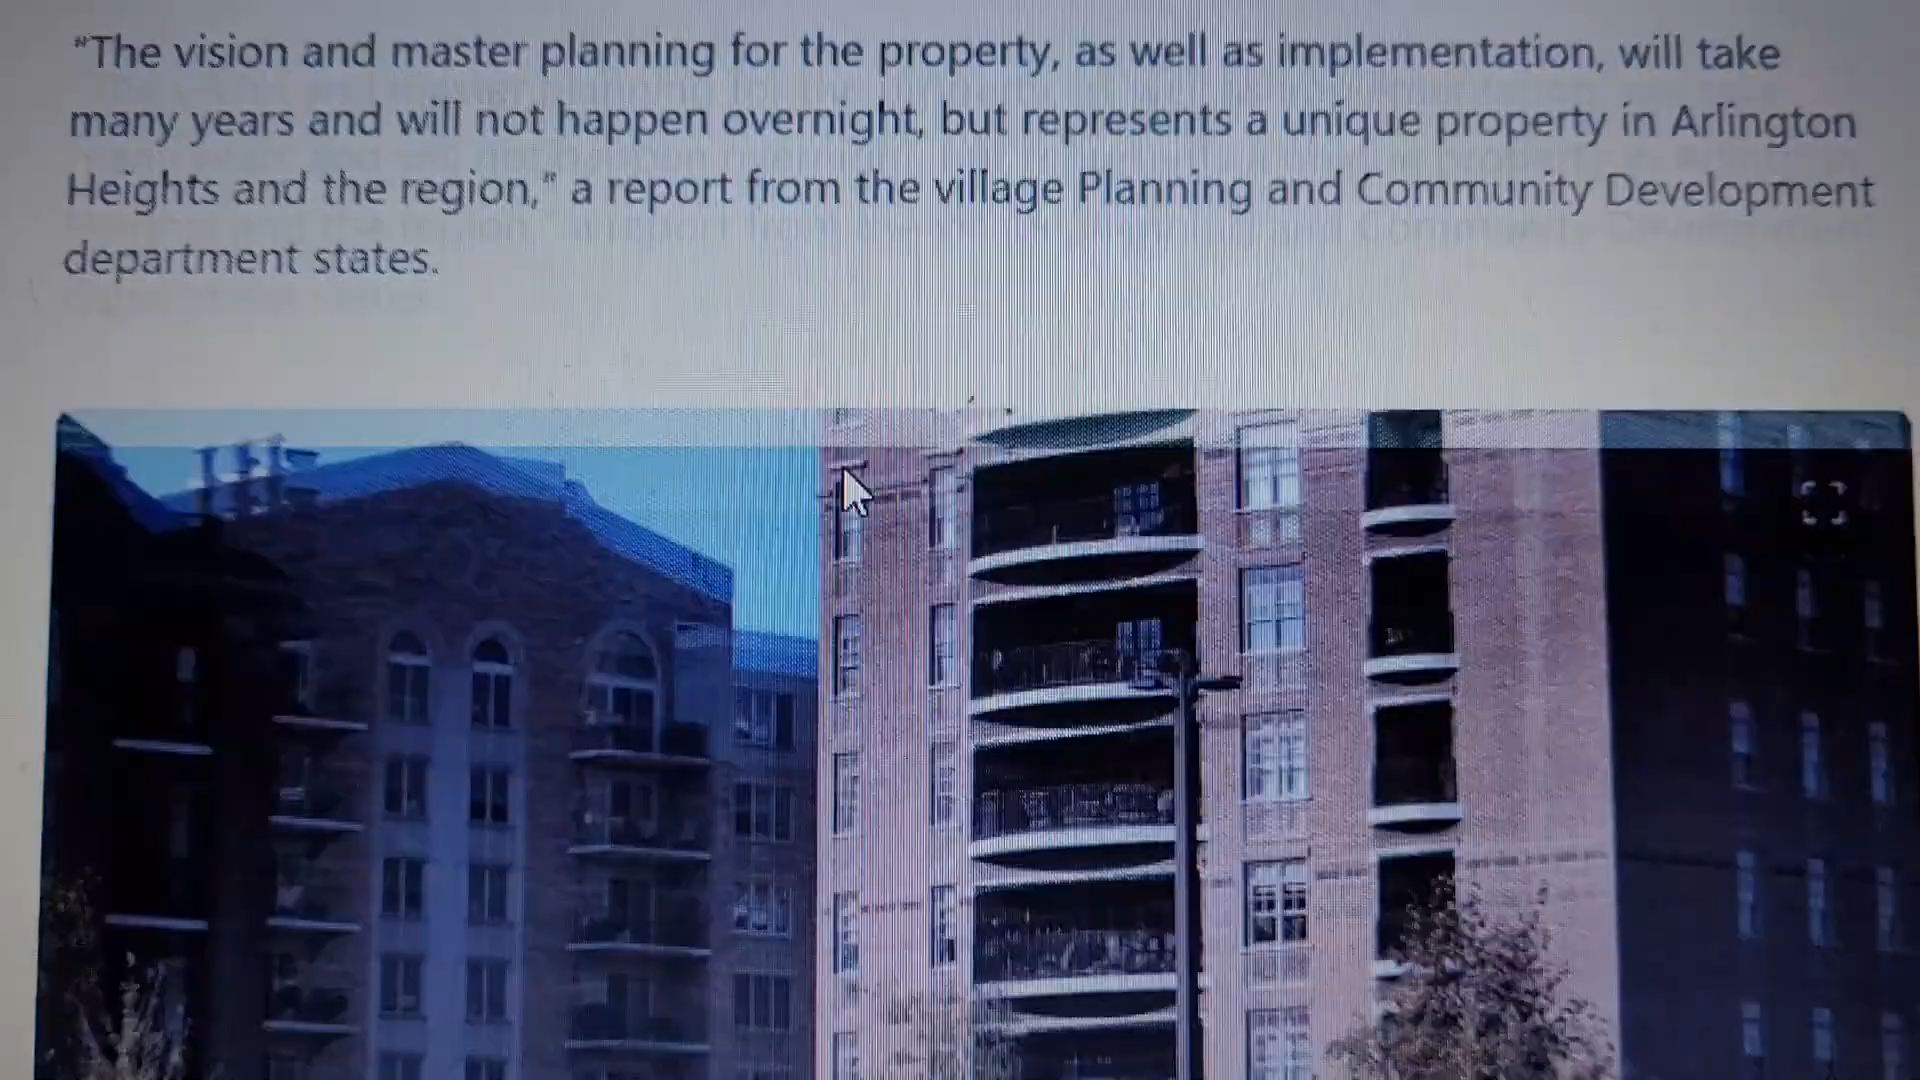 "The vision and master planning for the property, as well as implementation, will take
many years and will not happen overnight, but represents a unique property in Arlington
Heights and the region," a report from the village Planning and Community Development
department states.